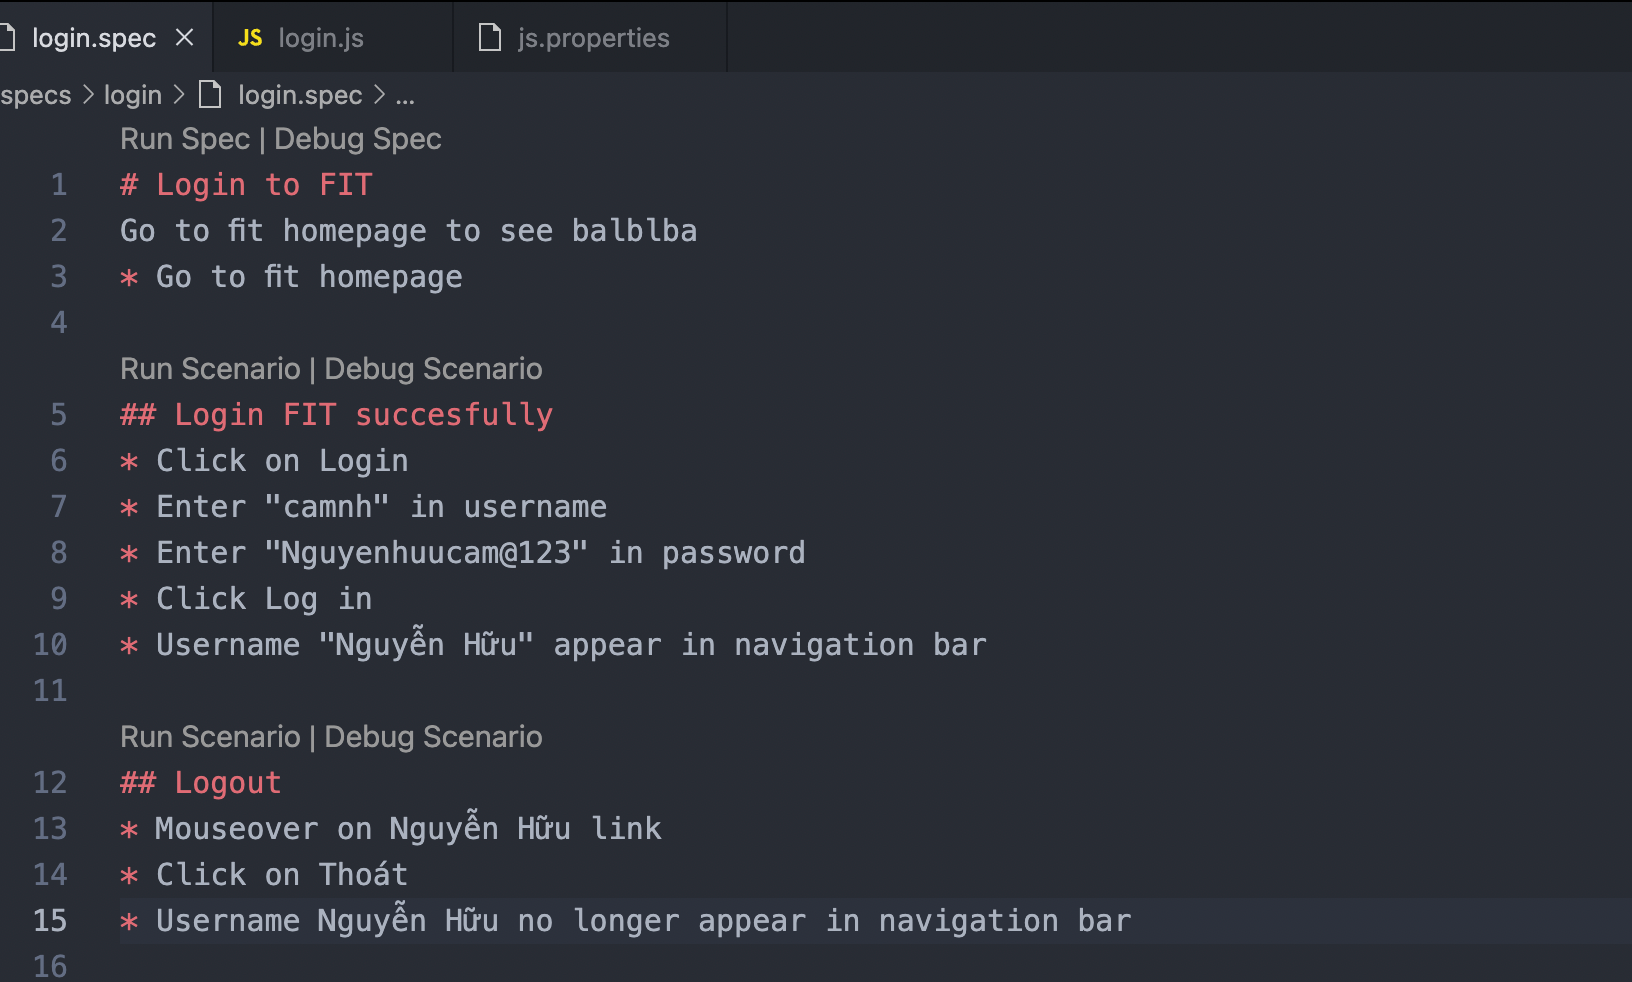 login.spec
JS login.js
js.properties
specs > login > login.spec > ...
Run Spec | Debug Spec
1 # Login to FIT
2 Go to fit homepage to see balblba
3 * Go to fit homepage
4
Run Scenario | Debug Scenario
5 ## Login FIT succesfully
6 * Click on Login
7 * Enter "camnh" in username
8 * Enter "Nguyenhuucam@123" in password
9 * Click Log in
10 * Username "Nguyễn Hữu" appear in navigation bar
11
Run Scenario | Debug Scenario
12 ## Logout
13 * Mouseover on Nguyễn Hữu link
14 * Click on Thoát
15 * Username Nguyễn Hữu no longer appear in navigation bar
16